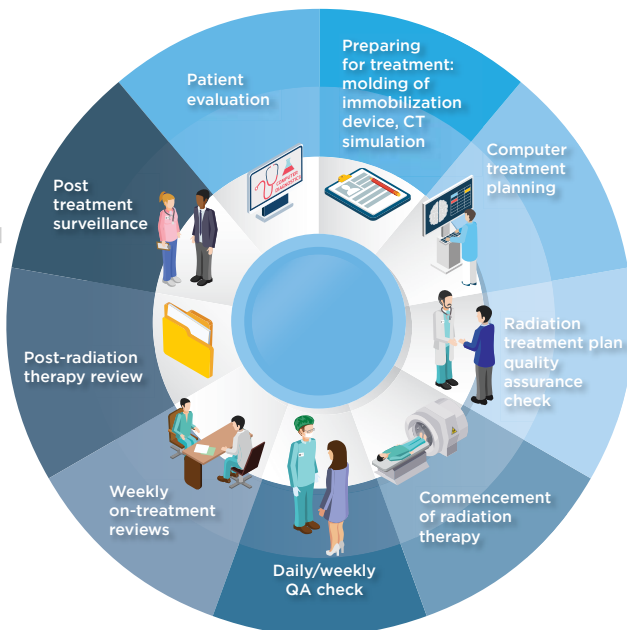 Patient
evaluation
Preparing
for treatment:
molding of
immobilization
device, CT
simulation
Computer
treatment
planning
Radiation
treatment plan
quality
assurance
check
Commencement
of radiation
therapy
Daily/weekly
QA check
Weekly
on-treatment
reviews
Post-radiation
therapy review
Post
treatment
surveillance
COMPUTER
DIAGNOSTICS